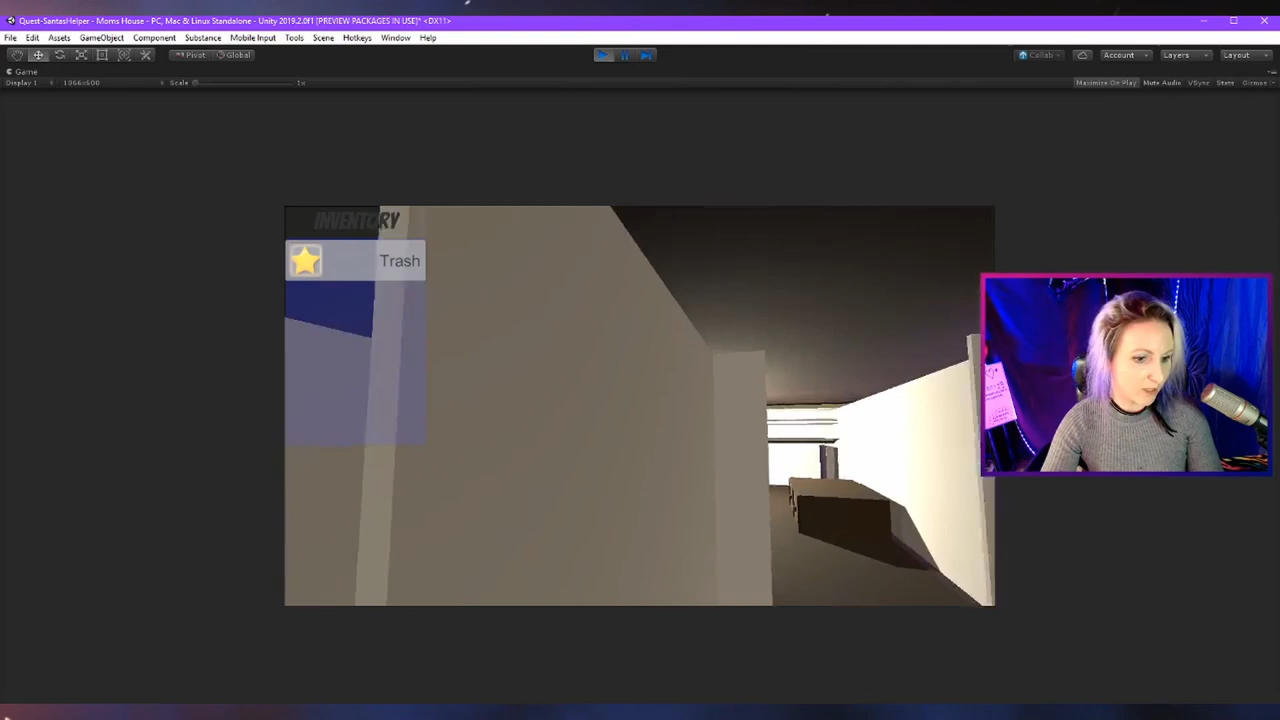 Quest-SantasHelper - Moms House - PC, Mac & Linux Standalone - Unity 2019.2.0f1 [PREVIEW PACKAGES IN USE]* <DX11>
File Edit Assets GameObject Component Substance Mobile Input Tools Scene Hotkeys Window Help
Pivot Global Collab Account Layers Layout
Game
Display 1 1066x600 Scale 1x Maximize On Play Mute Audio VSync Stats Gizmos
INVENTORY
Trash